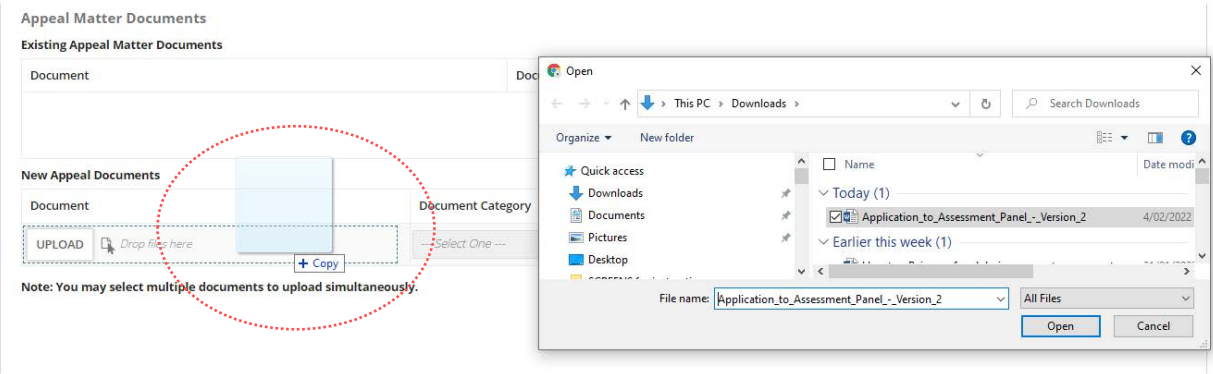 Appeal Matter Documents
Existing Appeal Matter Documents
Document
New Appeal Documents
Document
Document Category
UPLOAD
Drop files here
---Select One ---
+ Copy
Note: You may select multiple documents to upload simultaneously.
Open
This PC > Downloads >
Search Downloads
Organize
New folder
Quick access
Downloads
Documents
Pictures
Desktop
Name
Date modi
Today (1)
Application_to_Assessment_Panel_-_Version_2
4/02/2022
Earlier this week (1)
File name:
Application_to_Assessment_Panel_-_Version_2
All Files
Open
Cancel